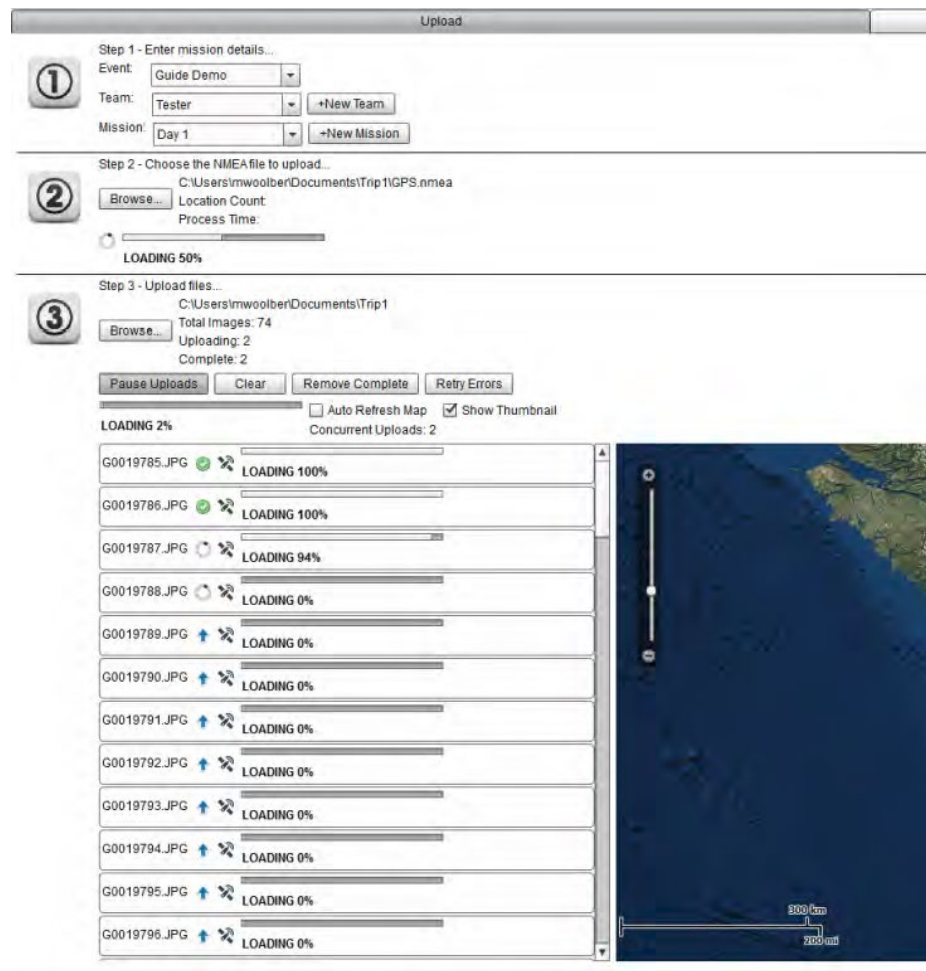 Upload
1
Step 1 - Enter mission details...
Event: Guide Demo
Team: Tester +New Team
Mission: Day 1 +New Mission
2
Step 2 - Choose the NMEA file to upload...
C:\Users\mwoolber\Documents\Trip1\GPS.nmea
Browse... Location Count:
Process Time:
LOADING 50%
3
Step 3 - Upload files...
C:\Users\mwoolber\Documents\Trip1
Browse... Total Images: 74
Uploading: 2
Complete: 2
Pause Uploads Clear Remove Complete Retry Errors
Auto Refresh Map Show Thumbnail
LOADING 2% Concurrent Uploads: 2
G0019785.JPG LOADING 100%
G0019786.JPG LOADING 100%
G0019787.JPG LOADING 94%
G0019788.JPG LOADING 0%
G0019789.JPG LOADING 0%
G0019790.JPG LOADING 0%
G0019791.JPG LOADING 0%
G0019792.JPG LOADING 0%
G0019793.JPG LOADING 0%
G0019794.JPG LOADING 0%
G0019795.JPG LOADING 0%
G0019796.JPG LOADING 0%
300 km
200 mi